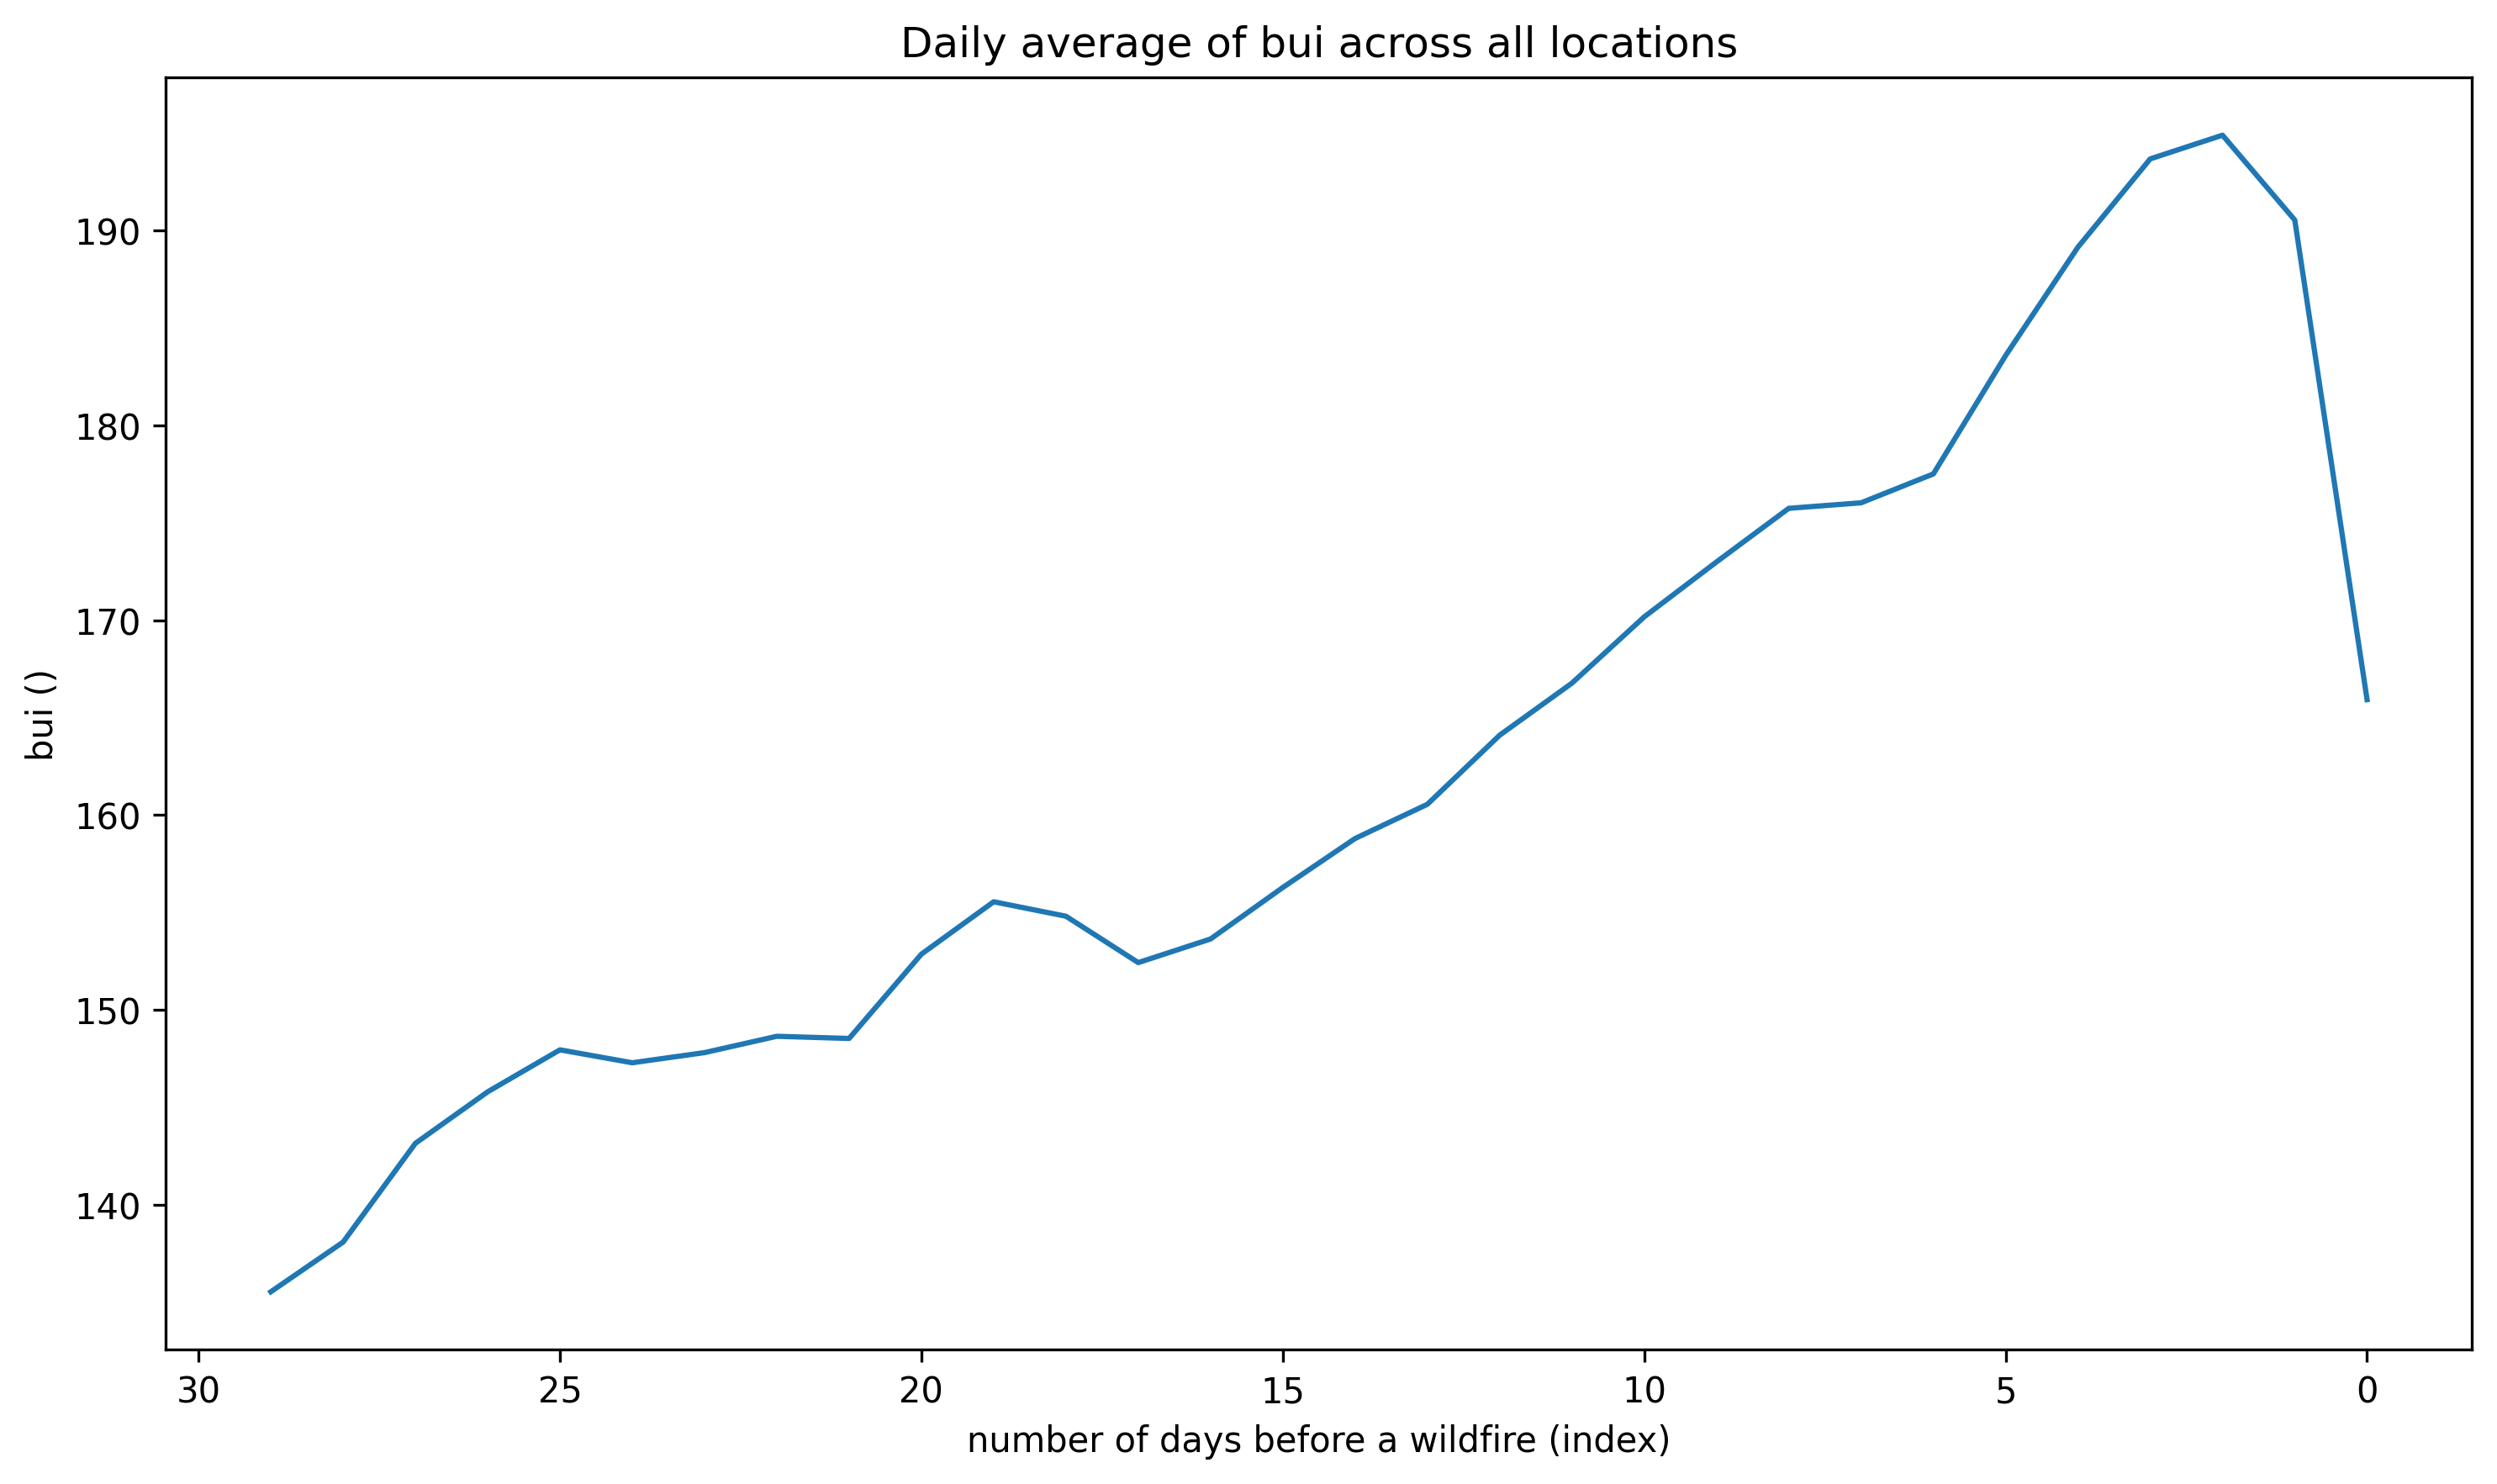 Daily average of bui across all locations
190
180
170
160
150
140
bui ()
30 25 20 15 10 5 0
number of days before a wildfire (index)